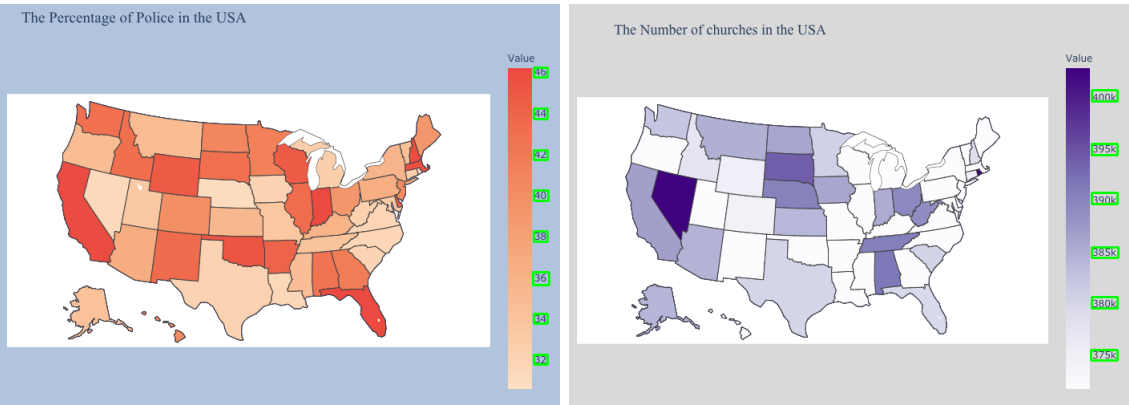 The Percentage of Police in the USA
Value
46
44
42
40
38
36
34
32
The Number of churches in the USA
Value
400k
395k
390k
385k
380k
375k